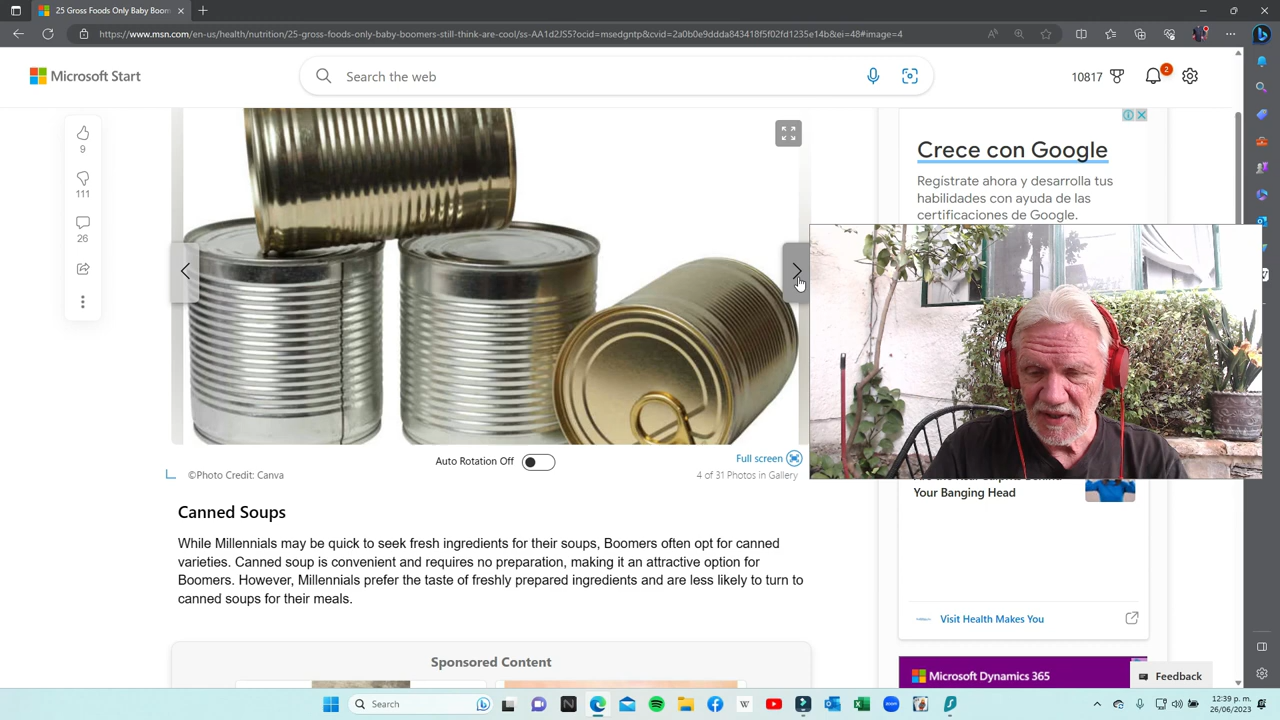 25 Gross Foods Only Baby Boom
https://www.msn.com/en-us/health/nutrition/25-gross-foods-only-baby-boomers-still-think-are-cool/ss-AA1d2JS5?ocid=msedgntp&cvid=2a0b0e9ddda843418f5f02fd1235e14b&ei=48#image=4
Microsoft Start
Search the web
10817
2
9
111
26
Crece con Google
Regístrate ahora y desarrolla tus
habilidades con ayuda de las
certificaciones de Google.
Auto Rotation Off
Full screen
©Photo Credit: Canva
4 of 31 Photos in Gallery
Your Banging Head
Canned Soups
While Millennials may be quick to seek fresh ingredients for their soups, Boomers often opt for canned
varieties. Canned soup is convenient and requires no preparation, making it an attractive option for
Boomers. However, Millennials prefer the taste of freshly prepared ingredients and are less likely to turn to
canned soups for their meals.
Visit Health Makes You
Sponsored Content
Microsoft Dynamics 365
Feedback
Search
12:39 p. m.
26/06/2023